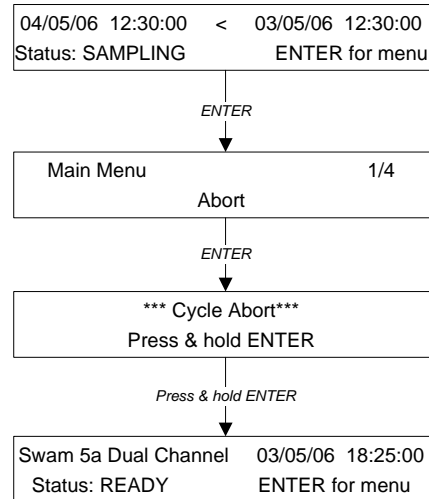 04/05/06 12:30:00 < 03/05/06 12:30:00
Status: SAMPLING ENTER for menu
ENTER
Main Menu 1/4
Abort
ENTER
*** Cycle Abort***
Press & hold ENTER
Press & hold ENTER
Swam 5a Dual Channel 03/05/06 18:25:00
Status: READY ENTER for menu